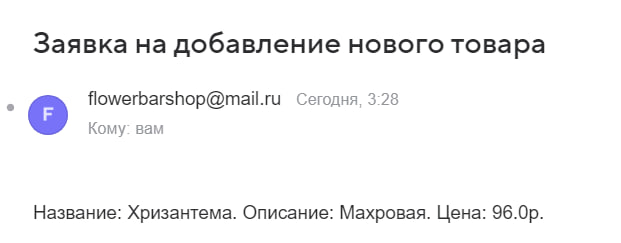 Заявка на добавление нового товара
F
flowerbarshop@mail.ru Сегодня, 3:28
Кому: вам
Название: Хризантема. Описание: Махровая. Цена: 96.0р.